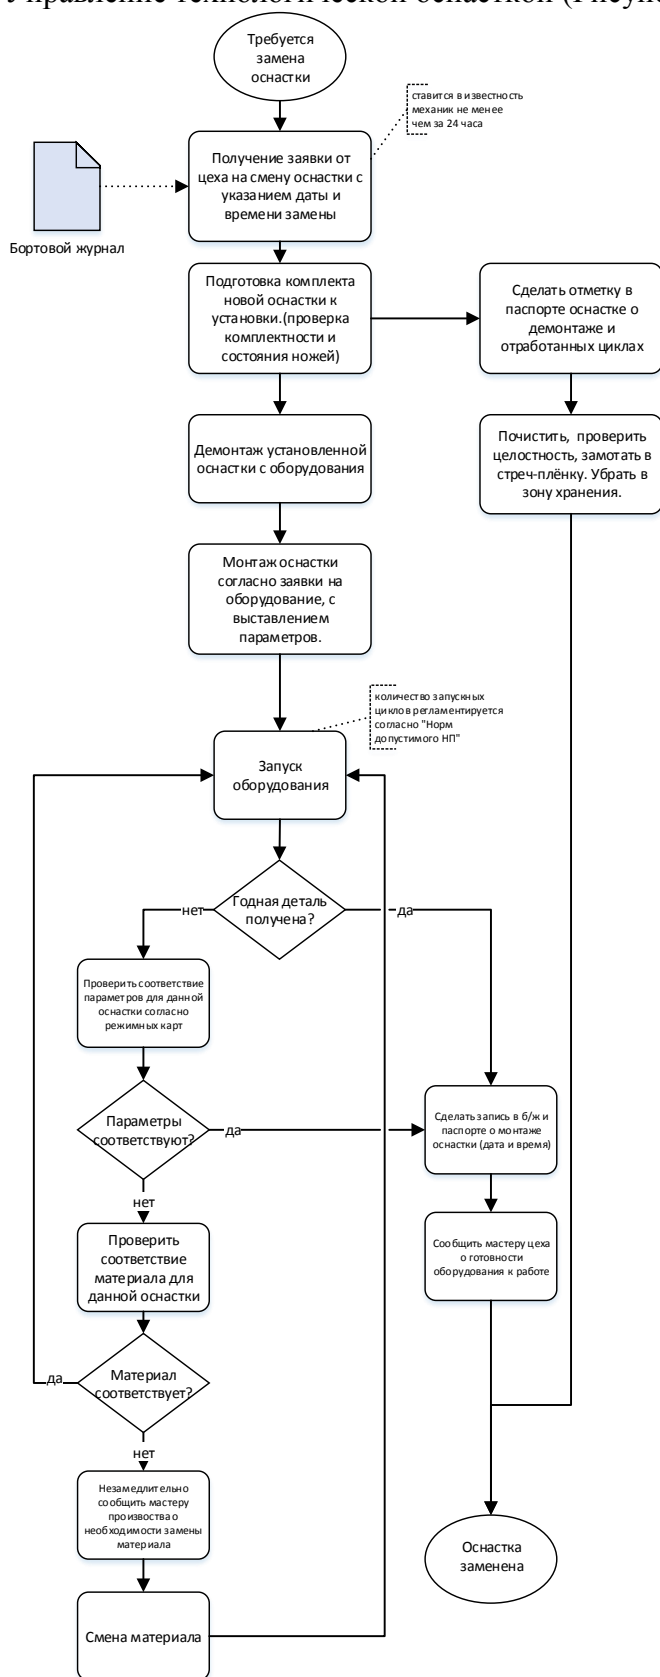 Управление технологической оснасткой (Рисун
Требуется
замена
оснастки
ставится в известность
механик не менее
чем за 24 часа
Получение заявки от
цеха на смену оснастки с
указанием даты и
времени замены
Бортовой журнал
Подготовка комплекта
новой оснастки к
установки.(проверка
комплектности и
состояния ножей)
Сделать отметку в
паспорте оснастке о
демонтаже и
отработанных циклах
Демонтаж установленной
оснастки с оборудования
Почистить, проверить
целостность, замотать в
стреч-плёнку. Убрать в
зону хранения.
Монтаж оснастки
согласно заявки на
оборудование, с
выставлением
параметров.
количество запускных
циклов регламентируется
согласно "Норм
допустимого НП"
Запуск
оборудования
Годная деталь
получена?
нет
да
Проверить соответствие
параметров для данной
оснастки согласно
режимных карт
Параметры
соответствуют?
да
Сделать запись в б/ж и
паспорте о монтаже
оснастки (дата и время)
нет
Проверить
соответствие
материала для
данной оснастки
Сообщить мастеру цеха
о готовности
оборудования к работе
Материал
соответствует?
да
нет
Незамедлительно
сообщить мастеру
произвоства о
необходимости замены
материала
Оснастка
заменена
Смена материала